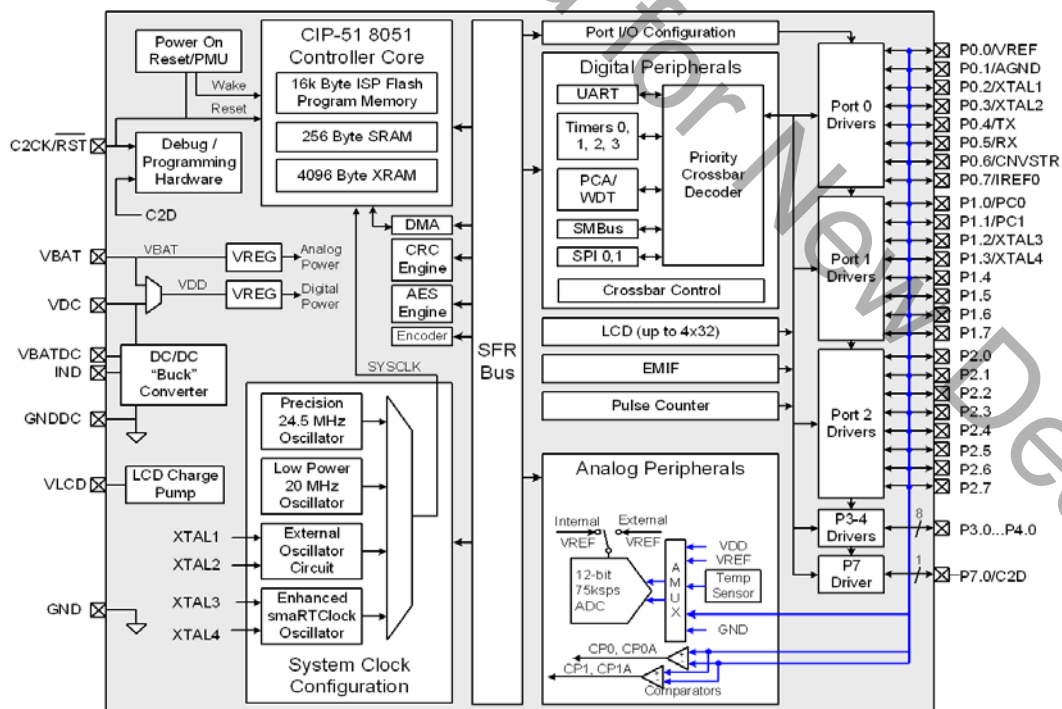 Power On
Reset/PMU
Wake
Reset
C2CK/RST
Debug /
Programming
Hardware
C2D
VBAT
VBAT
VREG
Analog
Power
VDC
VDD
VREG
Digital
Power
VBATDC
IND
DC/DC
"Buck"
Converter
GNDDC
VLCD
LCD Charge
Pump
XTAL1
XTAL2
XTAL3
XTAL4
GND
CIP-51 8051
Controller Core
16k Byte ISP Flash
Program Memory
256 Byte SRAM
4096 Byte XRAM
DMA
CRC
Engine
AES
Engine
Encoder
SYSCLK
Precision
24.5 MHz
Oscillator
Low Power
20 MHz
Oscillator
External
Oscillator
Circuit
Enhanced
smaRTClock
Oscillator
System Clock
Configuration
SFR
Bus
Port I/O Configuration
Digital Peripherals
UART
Timers 0,
1, 2, 3
PCA/
WDT
SMBus
SPI 0,1
Priority
Crossbar
Decoder
Crossbar Control
LCD (up to 4x32)
EMIF
Pulse Counter
Analog Peripherals
Internal
VREF
External
VREF
12-bit
75ksps
ADC
A
M
U
X
VDD
VREF
Temp
Sensor
GND
CP0, CP0A
CP1, CP1A
+
-
+
-
Comparators
Port 0
Drivers
Port 1
Drivers
Port 2
Drivers
P3-4
Drivers
P7
Driver
8
1
P0.0/VREF
P0.1/AGND
P0.2/XTAL1
P0.3/XTAL2
P0.4/TX
P0.5/RX
P0.6/CNVSTR
P0.7/IREF0
P1.0/PC0
P1.1/PC1
P1.2/XTAL3
P1.3/XTAL4
P1.4
P1.5
P1.6
P1.7
P2.0
P2.1
P2.2
P2.3
P2.4
P2.5
P2.6
P2.7
P3.0...P4.0
P7.0/C2D
for New De